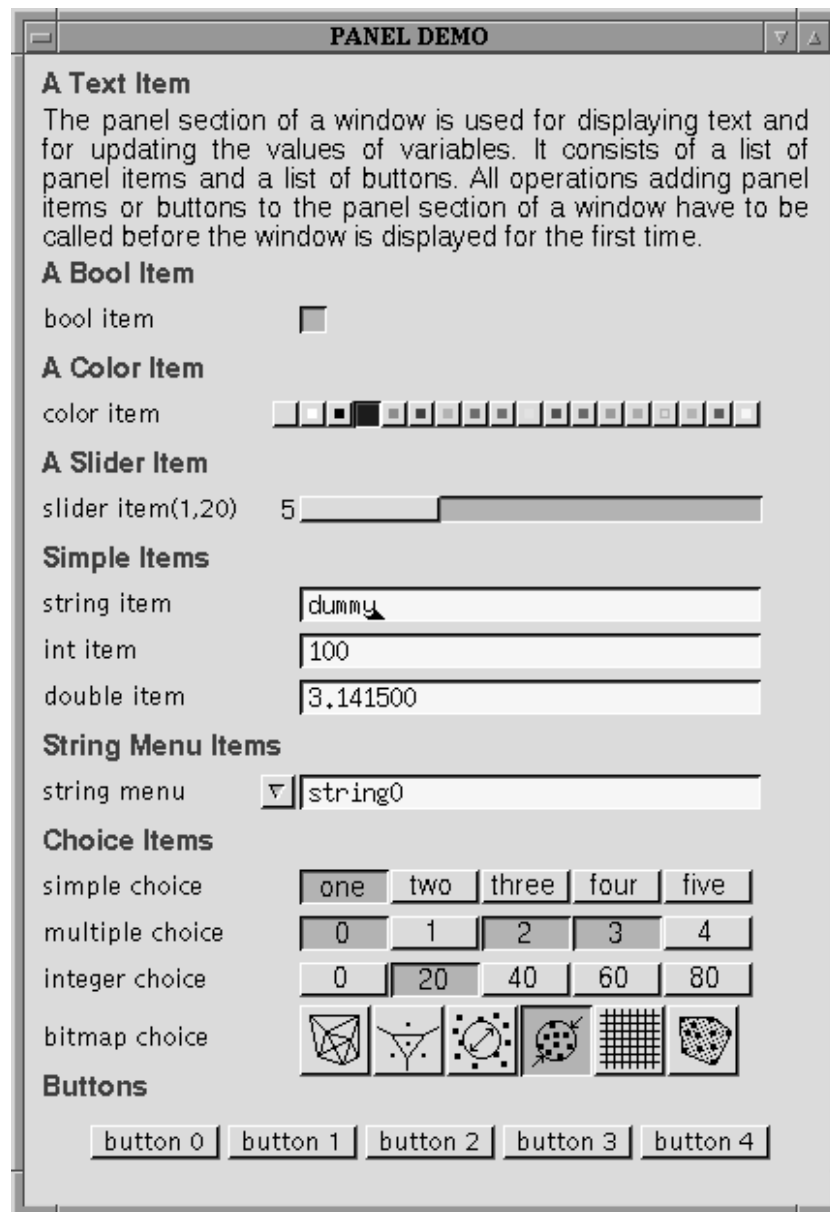 PANEL DEMO
A Text Item
The panel section of a window is used for displaying text and
for updating the values of variables. It consists of a list of
panel items and a list of buttons. All operations adding panel
items or buttons to the panel section of a window have to be
called before the window is displayed for the first time.
A Bool Item
bool item
A Color Item
color item
A Slider Item
slider item(1,20) 5
Simple Items
string item dummy
int item 100
double item 3.141500
String Menu Items
string menu string0
Choice Items
simple choice one two three four five
multiple choice 0 1 2 3 4
integer choice 0 20 40 60 80
bitmap choice
Buttons
button 0 button 1 button 2 button 3 button 4